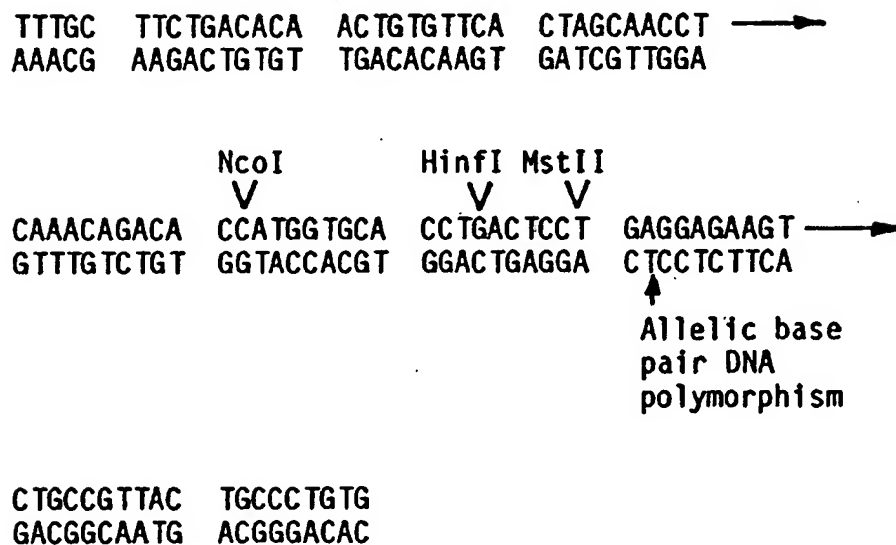 TTTGC TTCTGACACA ACTGTGTTCA CTAGCAACCT
AAACG AAGACTGTGT TGACACAAGT GATCGTTGGA
NcoI HinfI MstII
CAAACAGACA CCATGGTGCA CCTGACTCCT GAGGAGAAGT
GTTTGTCTGT GGTACCACGT GGACTGAGGA CTCCTCTTCA
Allelic base
pair DNA
polymorphism
CTGCCGTTAC TGCCCTGTG
GACGGCAATG ACGGGACAC